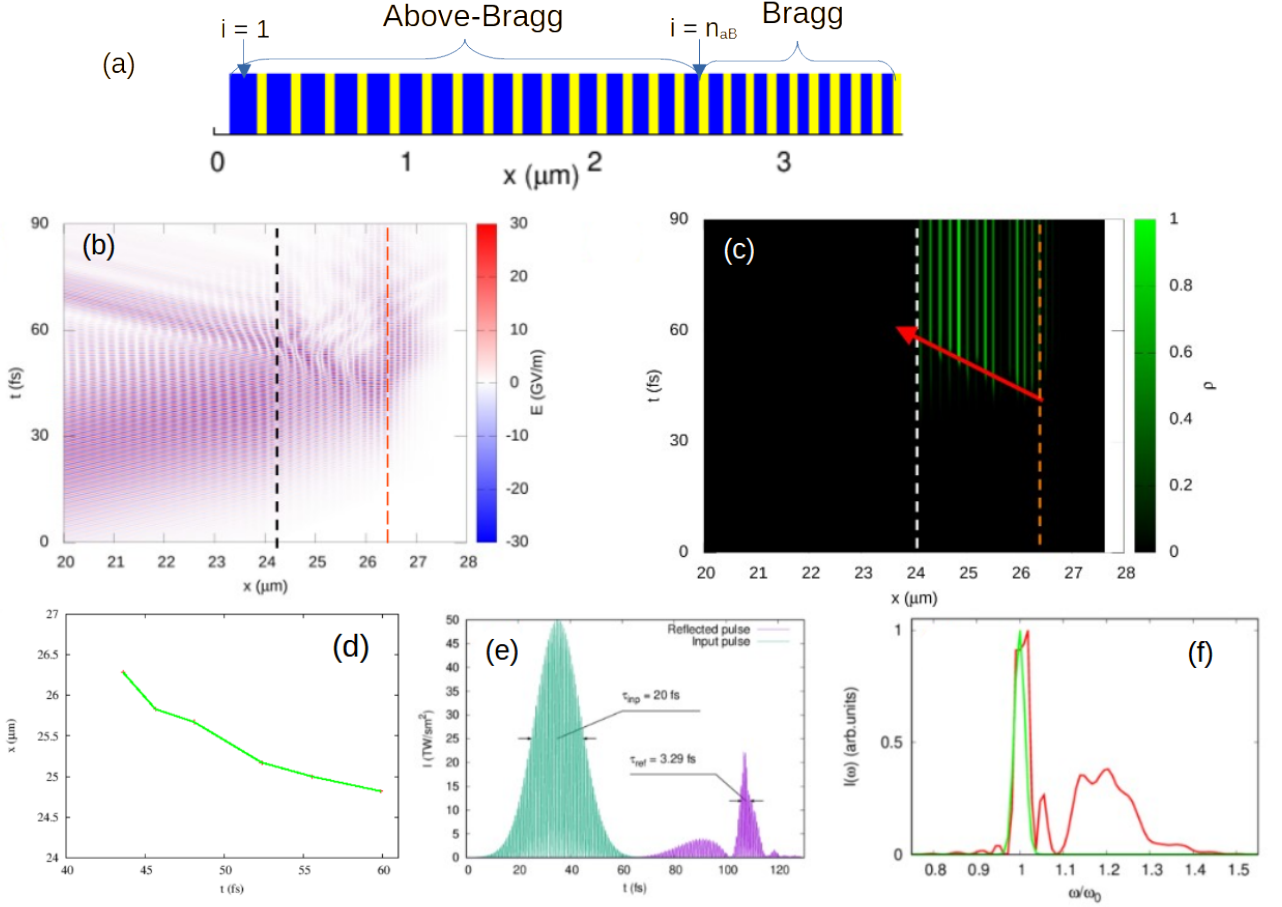 Above-Bragg Bragg
i = 1 i = naB
(a)
0 1 2 3
x (μm)
90 30
(b)
20
60
10
t (fs) 0 E (GV/m)
30 -10
-20
0 -30
20 21 22 23 24 25 26 27 28
x (μm)
90 1
(c)
0.8
60
0.6
t (fs) ρ
0.4
30
0.2
0 0
20 21 22 23 24 25 26 27 28
x (μm)
27
(d)
26.5
26
x (μm) 25.5
25
24.5
24
40 45 50 55 60
t (fs)
50
Reflected pulse
(e)
Input pulse
45
40
35
τinp = 20 fs
30
I (TW/sm²) 25
20
τref = 3.29 fs
15
10
5
0
0 20 40 60 80 100 120
t (fs)
1
(f)
I(ω) (arb.units)
0.5
0
0.8 0.9 1 1.1 1.2 1.3 1.4 1.5
ω/ω0